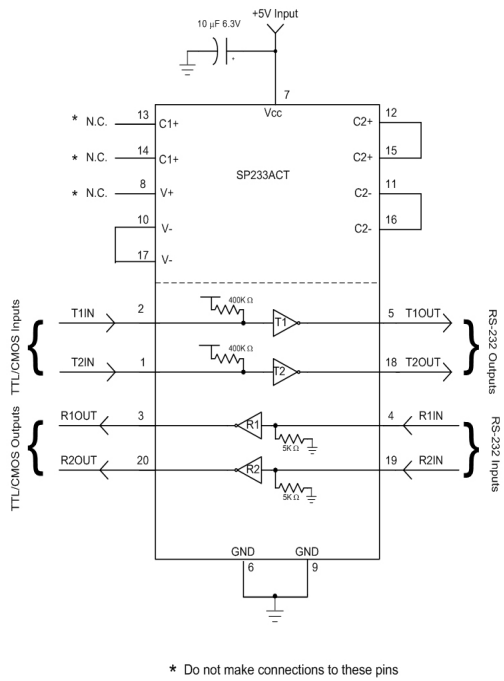 +5V Input
10 µF 6.3V
7
Vcc
* N.C. 13 C1+
C2+ 12
* N.C. 14 C1+
C2+ 15
SP233ACT
* N.C. 8 V+
C2- 11
10 V-
C2- 16
17 V-
TTL/CMOS Inputs
T1IN 2 400K Ω T1 5 T1OUT
T2IN 1 400K Ω T2 18 T2OUT
RS-232 Outputs
TTL/CMOS Outputs
R1OUT 3 R1 5K Ω 4 R1IN
R2OUT 20 R2 5K Ω 19 R2IN
RS-232 Inputs
GND GND
6 9
* Do not make connections to these pins